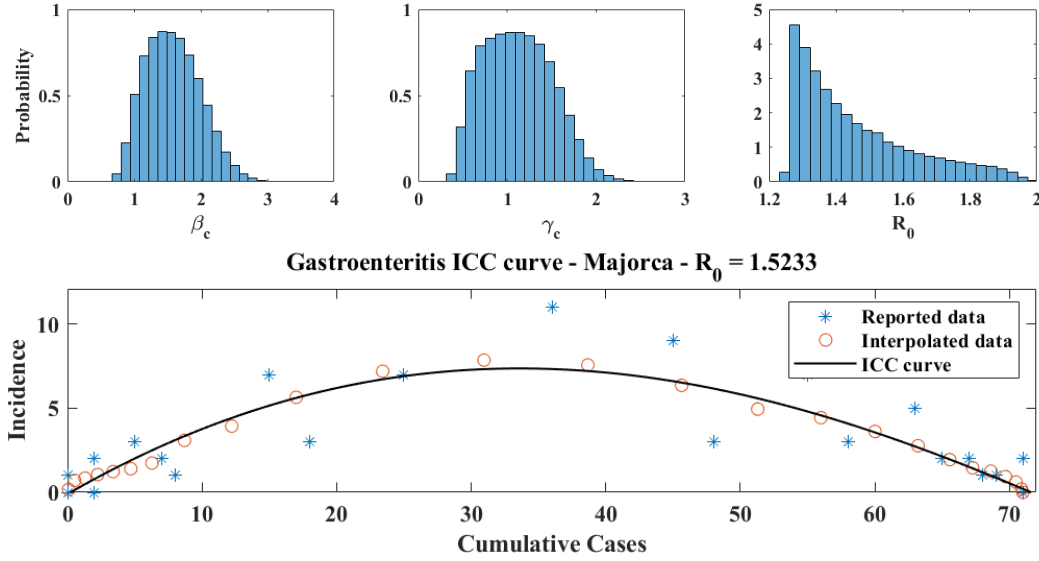 Probability
1
0.5
0
0 1 2 3 4
β_c
1
0.5
0
0 1 2 3
γ_c
5
4
3
2
1
0
1.2 1.4 1.6 1.8 2
R_0
Gastroenteritis ICC curve - Majorca - R_0 = 1.5233
Incidence
10
5
0
0 10 20 30 40 50 60 70
Cumulative Cases
Reported data
Interpolated data
ICC curve